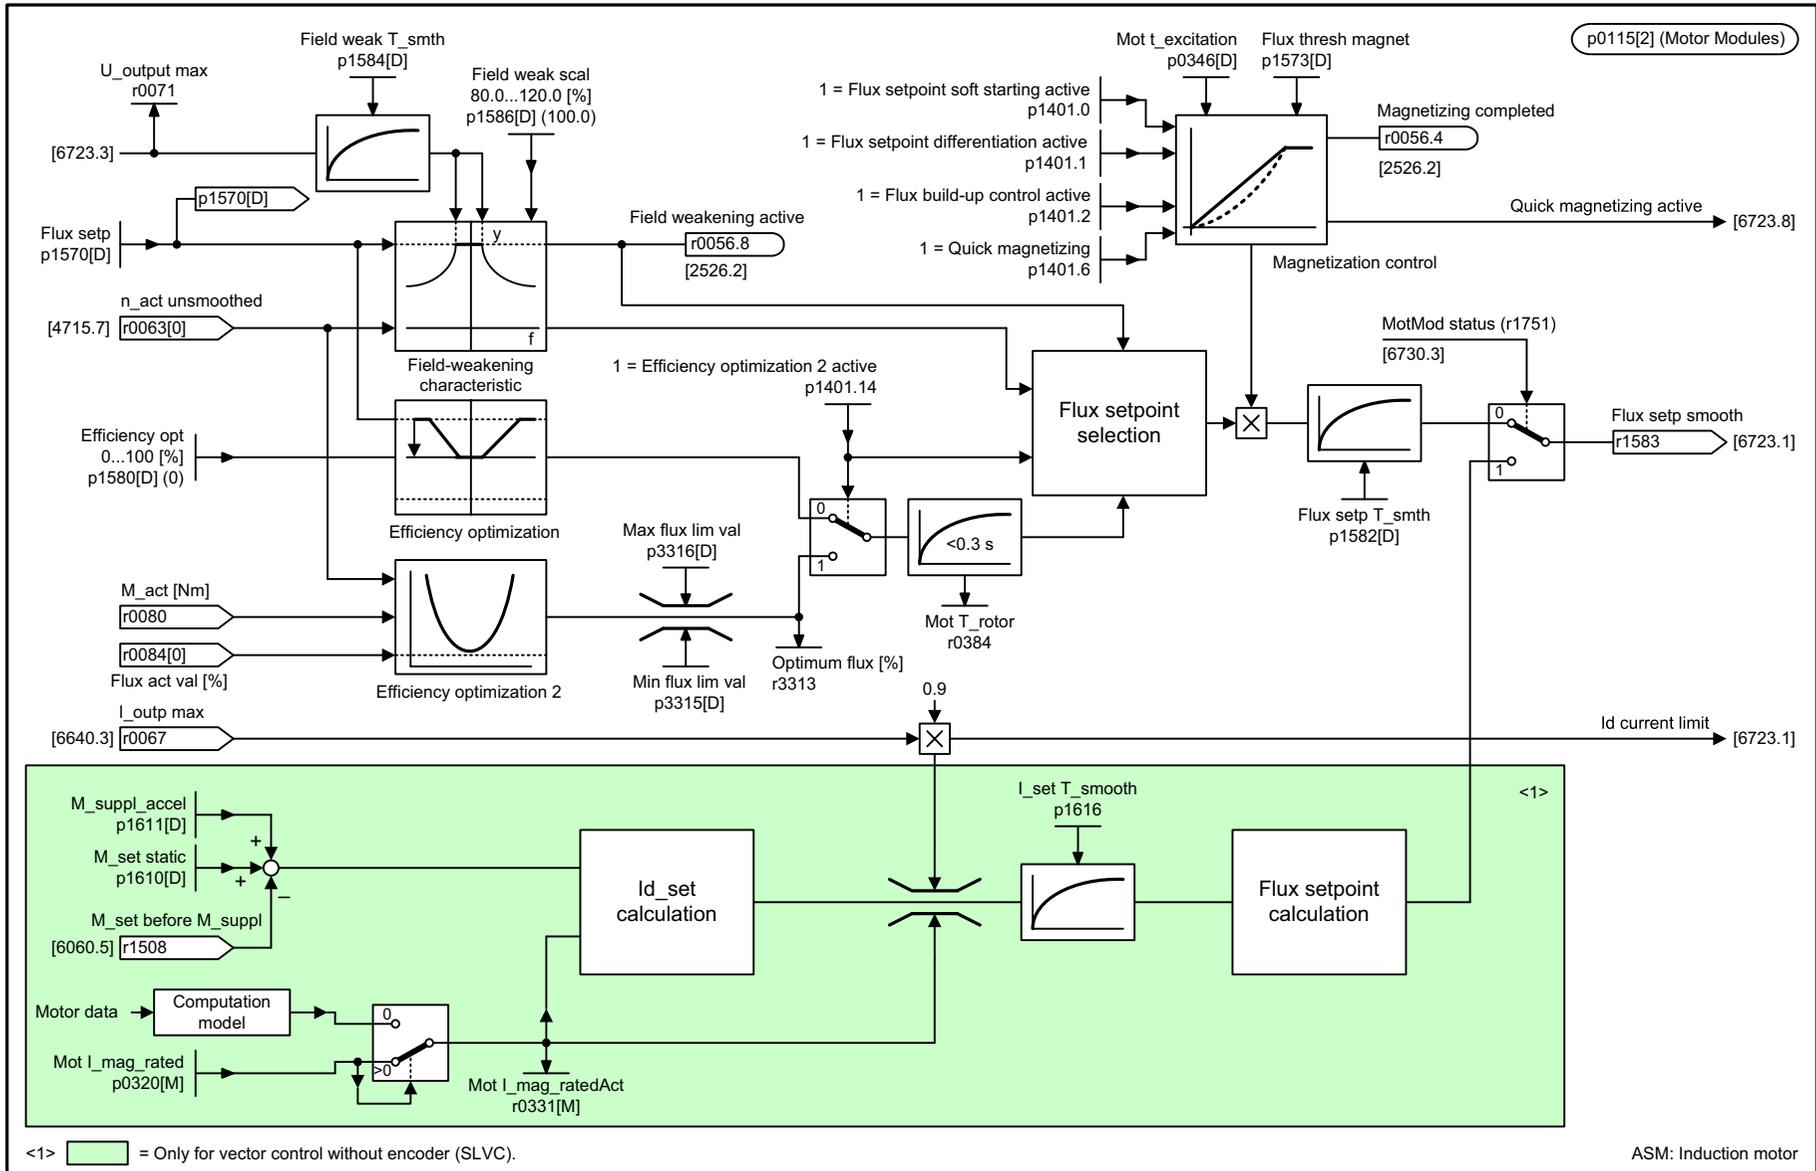 p0115[2] (Motor Modules)
Field weak T_smth
p1584[D]
U_output max
r0071
Field weak scal
80.0...120.0 [%]
p1586[D] (100.0)
[6723.3]
p1570[D]
Flux setp
p1570[D]
y
f
Field weakening active
r0056.8
[2526.2]
n_act unsmoothed
[4715.7]
r0063[0]
Field-weakening
characteristic
Mot t_excitation
p0346[D]
Flux thresh magnet
p1573[D]
1 = Flux setpoint soft starting active
p1401.0
1 = Flux setpoint differentiation active
p1401.1
1 = Flux build-up control active
p1401.2
1 = Quick magnetizing
p1401.6
Magnetizing completed
r0056.4
[2526.2]
Quick magnetizing active
[6723.8]
Magnetization control
MotMod status (r1751)
[6730.3]
1 = Efficiency optimization 2 active
p1401.14
Flux setpoint
selection
0
1
Flux setp smooth
r1583
[6723.1]
Flux setp T_smth
p1582[D]
Efficiency opt
0...100 [%]
p1580[D] (0)
Efficiency optimization
0
1
<0.3 s
Mot T_rotor
r0384
Max flux lim val
p3316[D]
M_act [Nm]
r0080
r0084[0]
Flux act val [%]
Efficiency optimization 2
Min flux lim val
p3315[D]
Optimum flux [%]
r3313
0.9
I_outp max
[6640.3]
r0067
Id current limit
[6723.1]
<1>
M_suppl_accel
p1611[D]
+
M_set static
p1610[D]
+
–
M_set before M_suppl
[6060.5]
r1508
Id_set
calculation
I_set T_smooth
p1616
Flux setpoint
calculation
Motor data
Computation
model
0
>0
Mot I_mag_rated
p0320[M]
Mot I_mag_ratedAct
r0331[M]
<1>
= Only for vector control without encoder (SLVC).
ASM: Induction motor